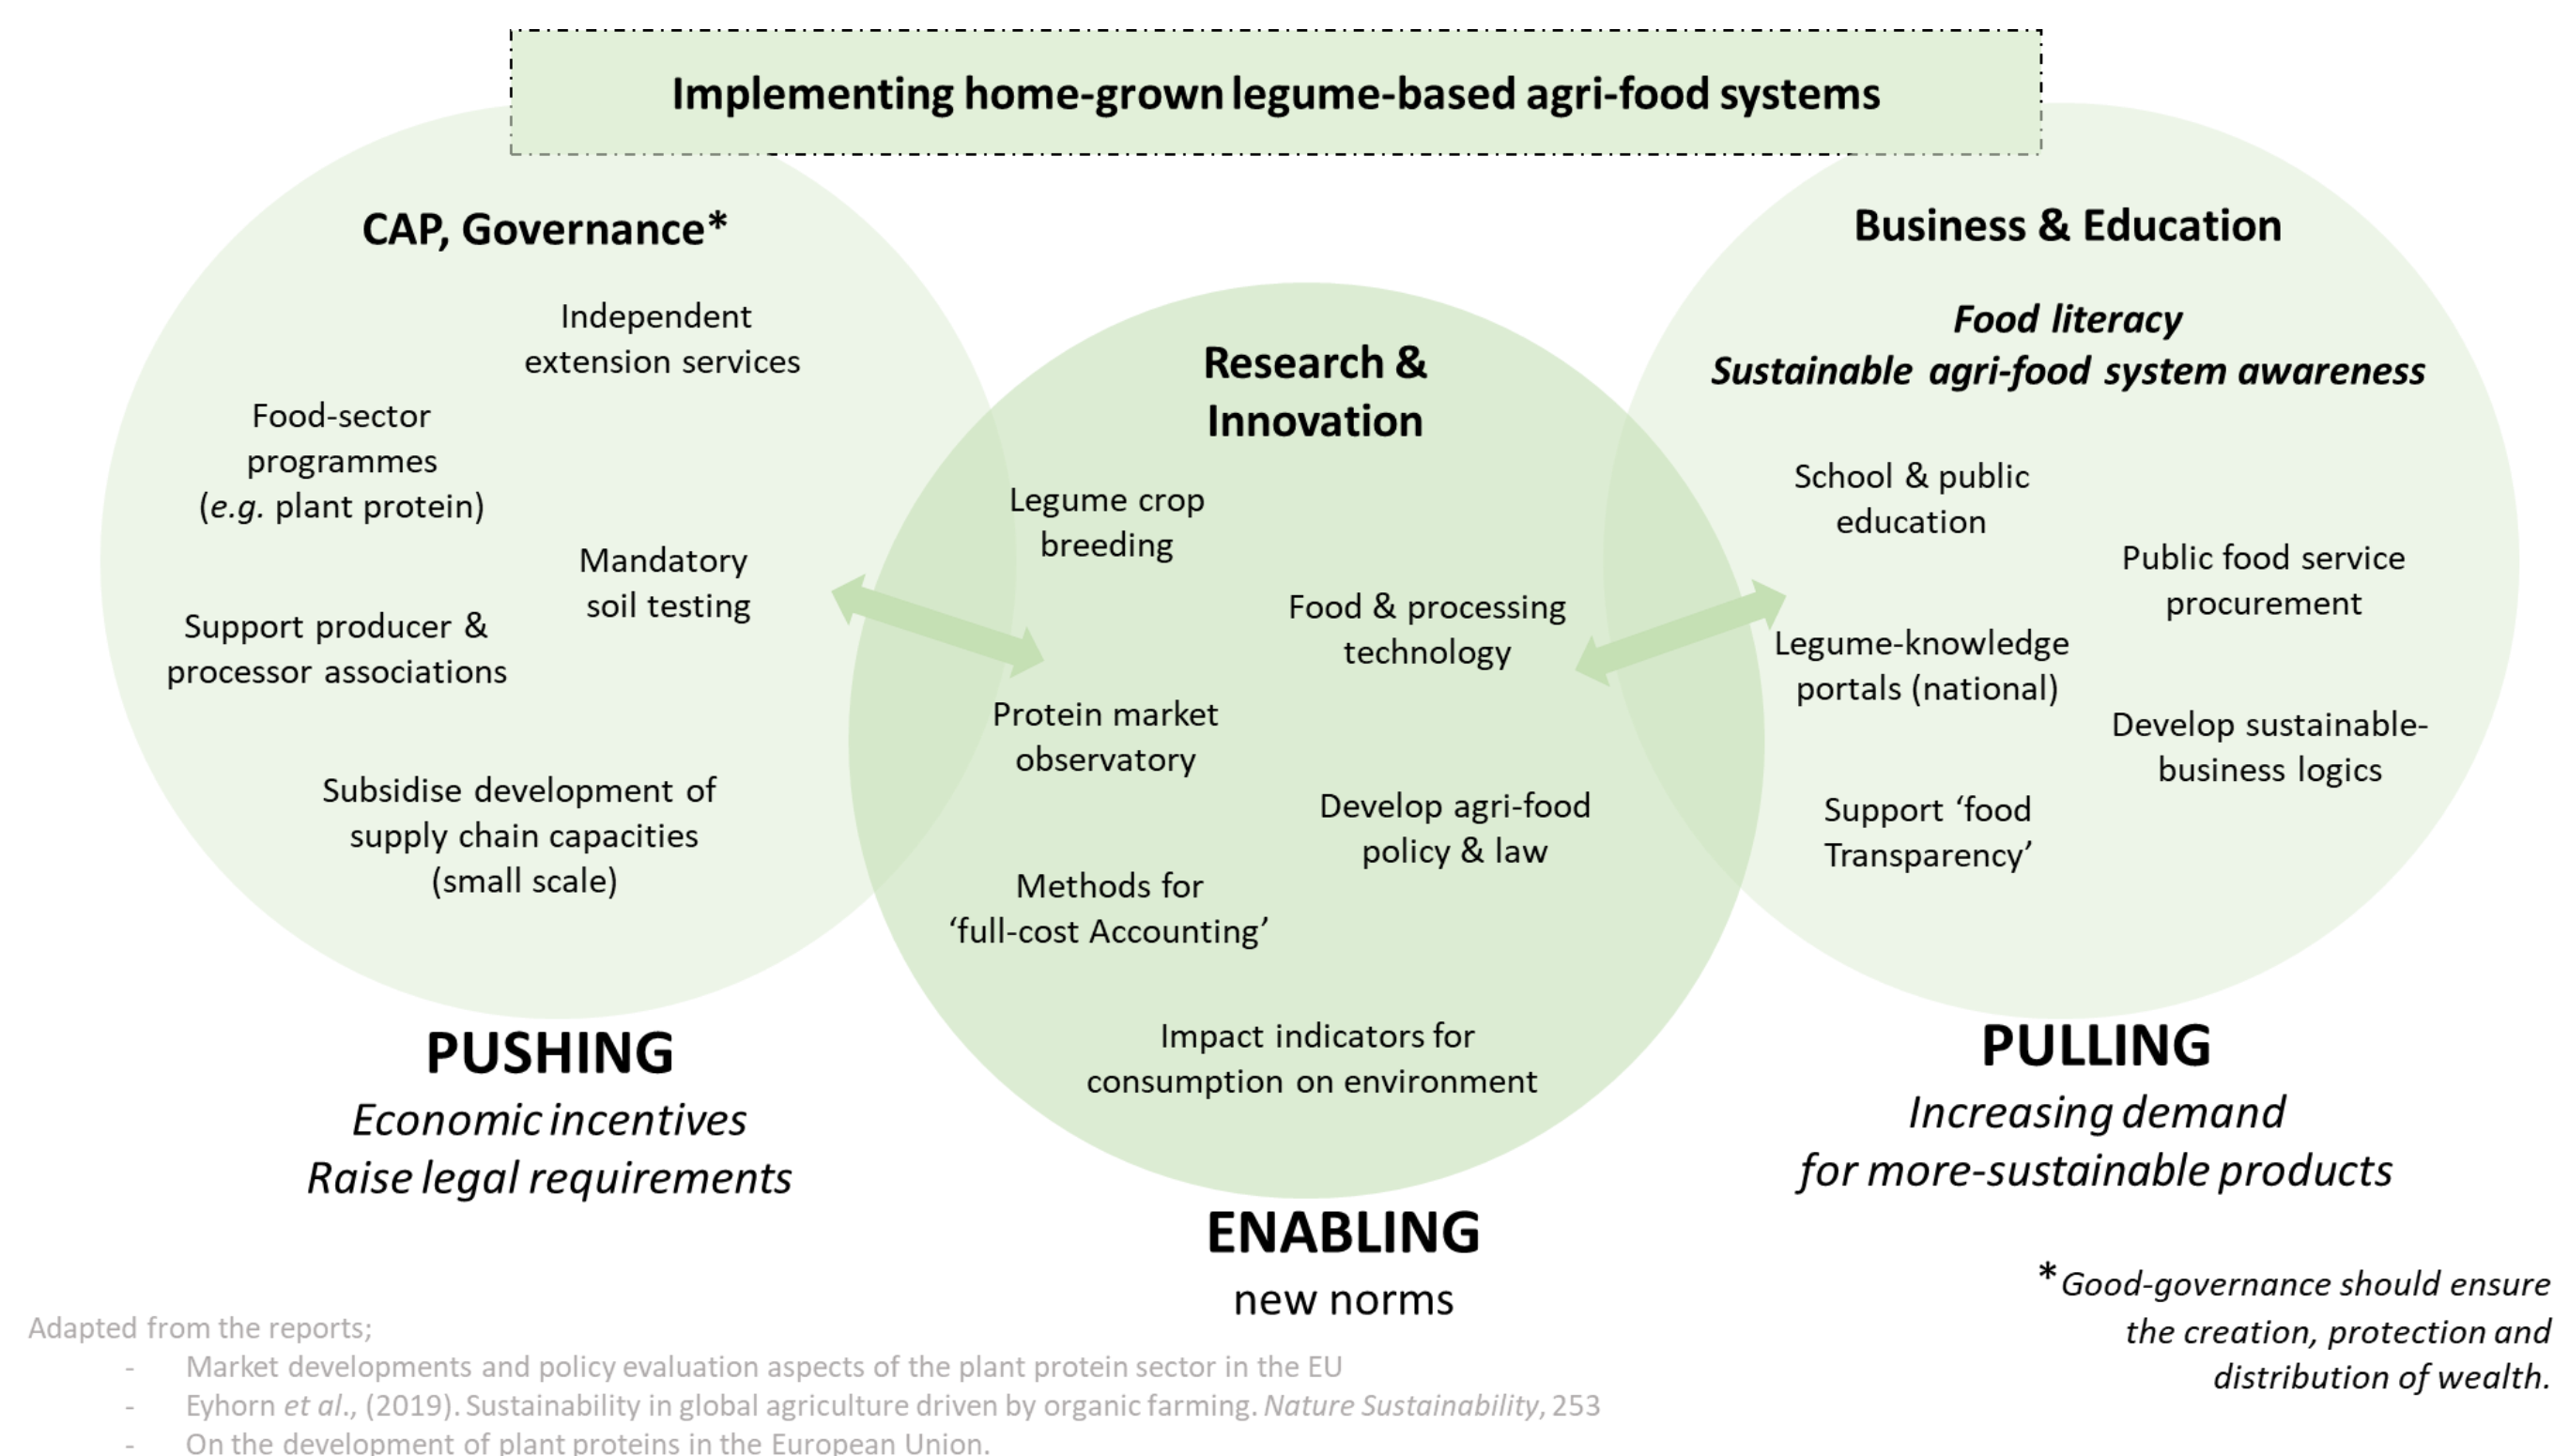 Implementing home-grown legume-based agri-food systems
CAP, Governance*
Independent
extension services
Food-sector
programmes
(e.g. plant protein)
Mandatory
soil testing
Support producer &
processor associations
Subsidise development of
supply chain capacities
(small scale)
PUSHING
Economic incentives
Raise legal requirements
Research &
Innovation
Legume crop
breeding
Food & processing
technology
Protein market
observatory
Develop agri-food
policy & law
Methods for
‘full-cost Accounting’
Impact indicators for
consumption on environment
ENABLING
new norms
Business & Education
Food literacy
Sustainable agri-food system awareness
School & public
education
Public food service
procurement
Legume-knowledge
portals (national)
Develop sustainable-
business logics
Support ‘food
Transparency’
PULLING
Increasing demand
for more-sustainable products
*Good-governance should ensure
the creation, protection and
distribution of wealth.
Adapted from the reports;
- Market developments and policy evaluation aspects of the plant protein sector in the EU
- Eyhorn et al., (2019). Sustainability in global agriculture driven by organic farming. Nature Sustainability, 253
- On the development of plant proteins in the European Union.